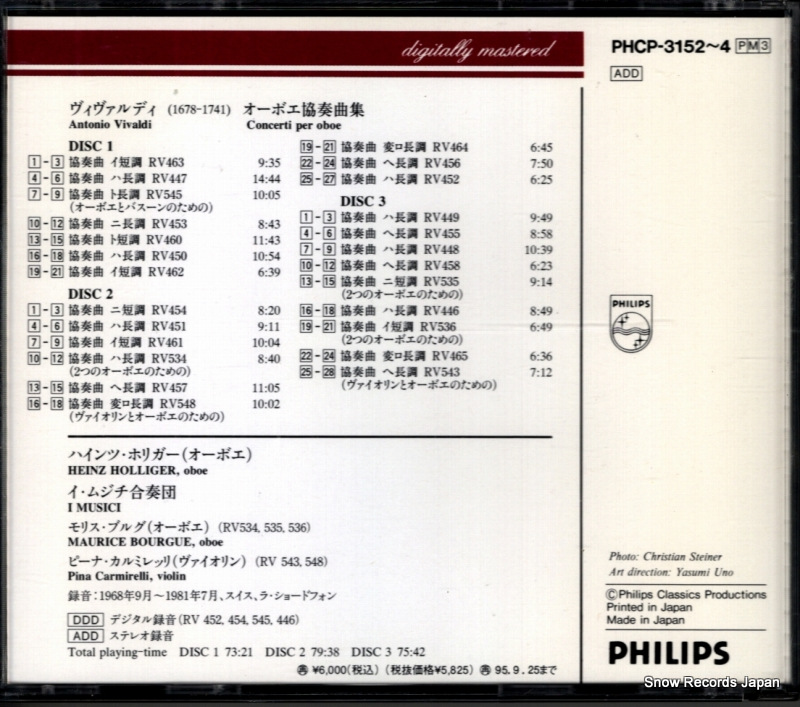 digitally mastered
PHCP-3152～4 PM3
ADD
ヴィヴァルディ (1678-1741) オーボエ協奏曲集
Antonio Vivaldi Concerti per oboe
DISC 1
1-3 協奏曲 イ短調 RV463 9:35
4-6 協奏曲 ハ長調 RV447 14:44
7-9 協奏曲 ト長調 RV545 10:05
(オーボエとバスーンのための)
10-12 協奏曲 ニ長調 RV453 8:43
13-15 協奏曲 ト短調 RV460 11:43
16-18 協奏曲 ハ長調 RV450 10:54
19-21 協奏曲 イ短調 RV462 6:39
DISC 2
1-3 協奏曲 ニ短調 RV454 8:20
4-6 協奏曲 ハ長調 RV451 9:11
7-9 協奏曲 イ短調 RV461 10:04
10-12 協奏曲 ハ長調 RV534 8:40
(2つのオーボエのための)
13-15 協奏曲 ヘ長調 RV457 11:05
16-18 協奏曲 変ロ長調 RV548 10:02
(ヴァイオリンとオーボエのための)
19-21 協奏曲 変ロ長調 RV464 6:45
22-24 協奏曲 ヘ長調 RV456 7:50
25-27 協奏曲 ハ長調 RV452 6:25
DISC 3
1-3 協奏曲 ハ長調 RV449 9:49
4-6 協奏曲 ヘ長調 RV455 8:58
7-9 協奏曲 ハ長調 RV448 10:39
10-12 協奏曲 ヘ長調 RV458 6:23
13-15 協奏曲 ニ短調 RV535 9:14
(2つのオーボエのための)
16-18 協奏曲 ハ長調 RV446 8:49
19-21 協奏曲 イ短調 RV536 6:49
(2つのオーボエのための)
22-24 協奏曲 変ロ長調 RV465 6:36
25-28 協奏曲 ヘ長調 RV543 7:12
(ヴァイオリンとオーボエのための)
ハインツ・ホリガー(オーボエ)
HEINZ HOLLIGER, oboe
イ・ムジチ合奏団
I MUSICI
モリス・ブルグ(オーボエ) (RV534, 535, 536)
MAURICE BOURGUE, oboe
ピーナ・カルミレッリ(ヴァイオリン) (RV 543, 548)
Pina Carmirelli, violin
録音：1968年9月～1981年7月、スイス、ラ・ショードフォン
DDD デジタル録音(RV 452, 454, 545, 446)
ADD ステレオ録音
Total playing-time DISC 1 73:21 DISC 2 79:38 DISC 3 75:42
¥6,000(税込) (税抜価格¥5,825) 95.9.25まで
PHILIPS
Photo: Christian Steiner
Art direction: Yasumi Uno
©Philips Classics Productions
Printed in Japan
Made in Japan
PHILIPS
Snow Records Japan